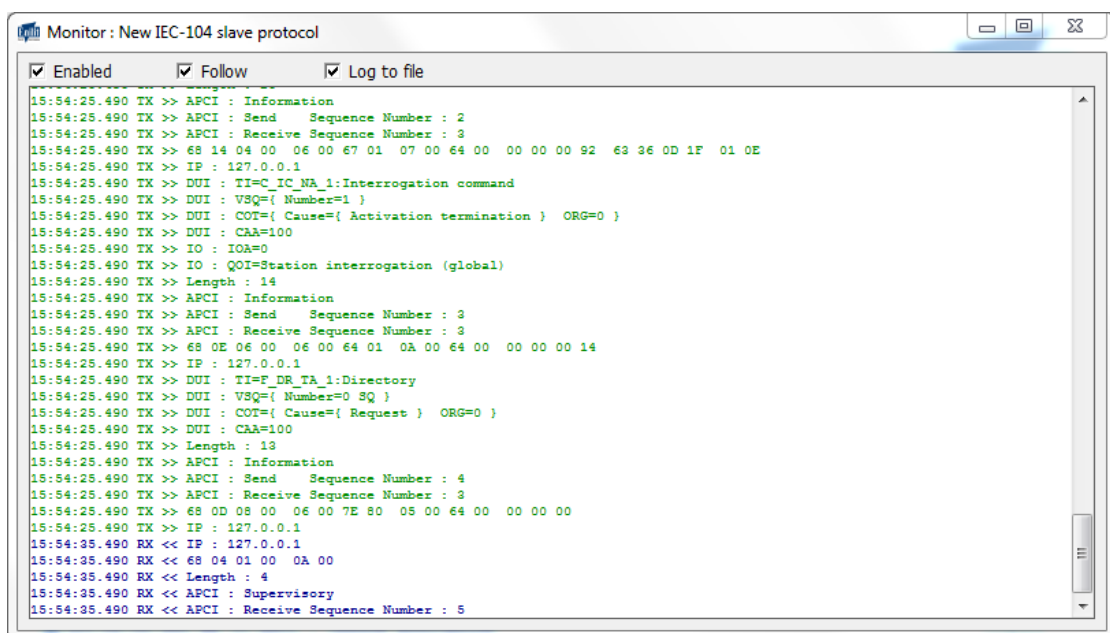 Monitor : New IEC-104 slave protocol
Enabled Follow Log to file
15:54:25.490 TX >> APCI : Information
15:54:25.490 TX >> APCI : Send    Sequence Number : 2
15:54:25.490 TX >> APCI : Receive Sequence Number : 3
15:54:25.490 TX >> 68 14 04 00  06 00 67 01  07 00 64 00  00 00 00 92  63 36 0D 1F  01 0E
15:54:25.490 TX >> IP : 127.0.0.1
15:54:25.490 TX >> DUI : TI=C_IC_NA_1:Interrogation command
15:54:25.490 TX >> DUI : VSQ={ Number=1 }
15:54:25.490 TX >> DUI : COT={ Cause={ Activation termination }  ORG=0 }
15:54:25.490 TX >> DUI : CAA=100
15:54:25.490 TX >> IO : IOA=0
15:54:25.490 TX >> IO : QOI=Station interrogation (global)
15:54:25.490 TX >> Length : 14
15:54:25.490 TX >> APCI : Information
15:54:25.490 TX >> APCI : Send    Sequence Number : 3
15:54:25.490 TX >> APCI : Receive Sequence Number : 3
15:54:25.490 TX >> 68 0E 06 00  06 00 64 01  0A 00 64 00  00 00 00 14
15:54:25.490 TX >> IP : 127.0.0.1
15:54:25.490 TX >> DUI : TI=F_DR_TA_1:Directory
15:54:25.490 TX >> DUI : VSQ={ Number=0 SQ }
15:54:25.490 TX >> DUI : COT={ Cause={ Request }  ORG=0 }
15:54:25.490 TX >> DUI : CAA=100
15:54:25.490 TX >> Length : 13
15:54:25.490 TX >> APCI : Information
15:54:25.490 TX >> APCI : Send    Sequence Number : 4
15:54:25.490 TX >> APCI : Receive Sequence Number : 3
15:54:25.490 TX >> 68 0D 08 00  06 00 7E 80  05 00 64 00  00 00 00
15:54:25.490 TX >> IP : 127.0.0.1
15:54:35.490 RX << IP : 127.0.0.1
15:54:35.490 RX << 68 04 01 00  0A 00
15:54:35.490 RX << Length : 4
15:54:35.490 RX << APCI : Supervisory
15:54:35.490 RX << APCI : Receive Sequence Number : 5